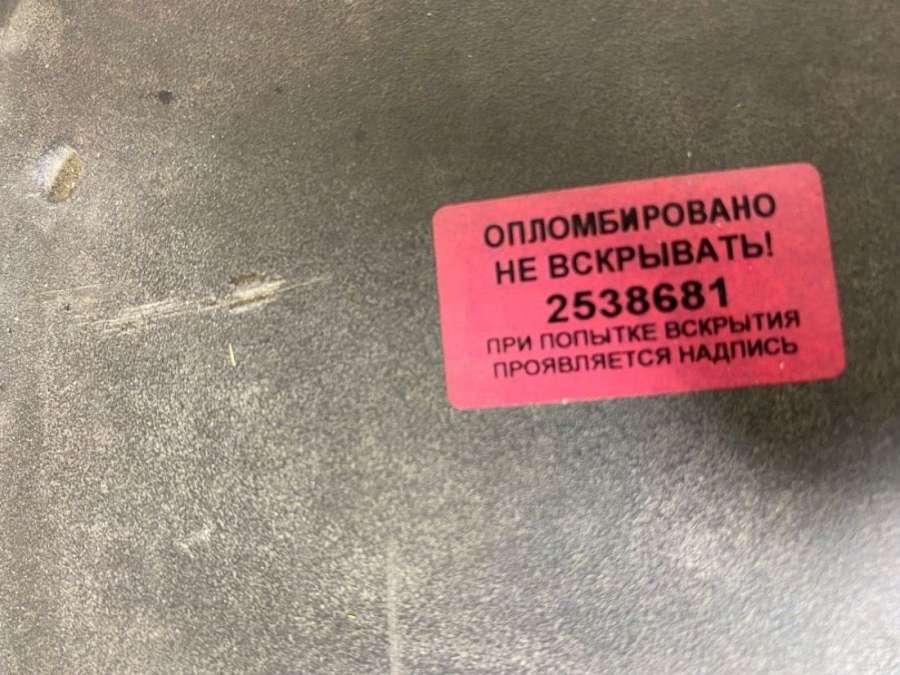 ОПЛОМБИРОВАНО
НЕ ВСКРЫВАТЬ!
2538681
ПРИ ПОПЫТКЕ ВСКРЫТИЯ
ПРОЯВЛЯЕТСЯ НАДПИСЬ